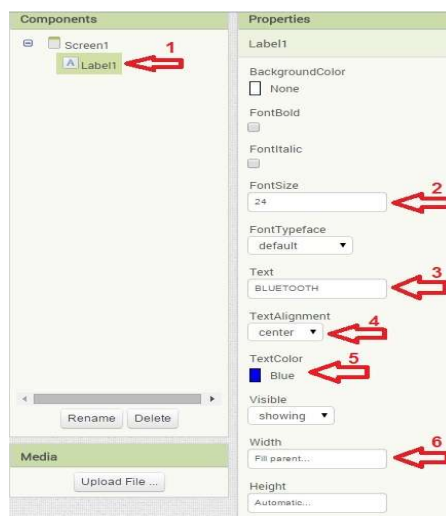 Components
Screen1
1
Label1
Rename
Delete
Media
Upload File ...
Properties
Label1
BackgroundColor
None
FontBold
FontItalic
FontSize
2
24
FontTypeface
default
Text
3
BLUETOOTH
TextAlignment
4
center
TextColor
5
Blue
Visible
showing
Width
6
Fill parent...
Height
Automatic...